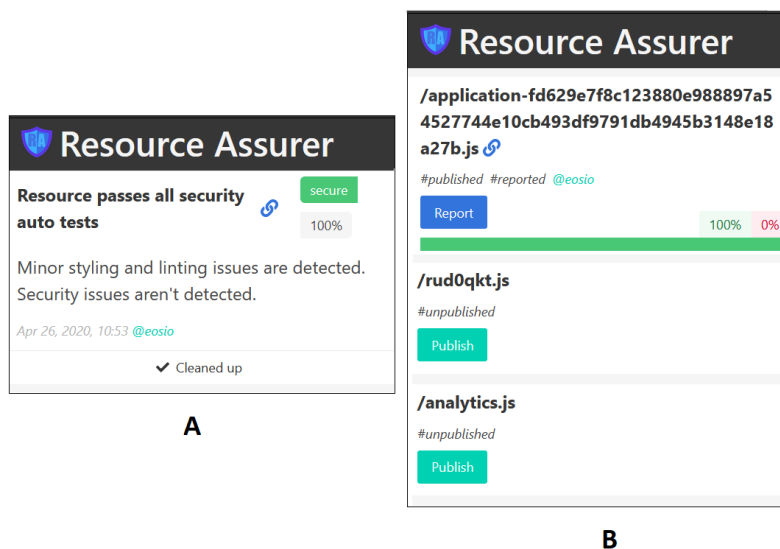 RA Resource Assurer
Resource passes all security
auto tests
secure
100%
Minor styling and linting issues are detected.
Security issues aren't detected.
Apr 26, 2020, 10:53 @eosio
Cleaned up
A
RA Resource Assurer
/application-fd629e7f8c123880e988897a5
4527744e10cb493df9791db4945b3148e18
a27b.js
#published #reported @eosio
Report
100% 0%
/rud0qkt.js
#unpublished
Publish
/analytics.js
#unpublished
Publish
B